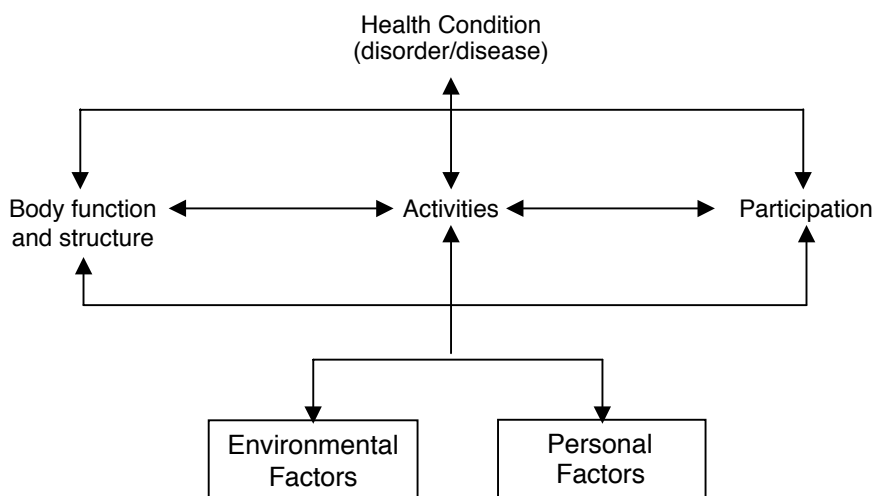 Health Condition
(disorder/disease)
Body function
and structure
Activities
Participation
Environmental
Factors
Personal
Factors